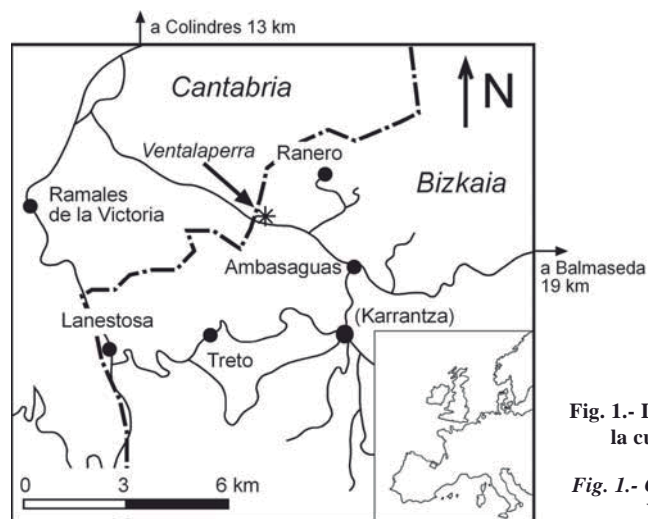 a Colindres 13 km
Cantabria
N
Ventalaperra
Ranero
Bizkaia
Ramales
de la Victoria
Ambasaguas
a Balmaseda
19 km
Lanestosa
(Karrantza)
Treto
0 3 6 km
Fig. 1.-
la cu
Fig. 1.-